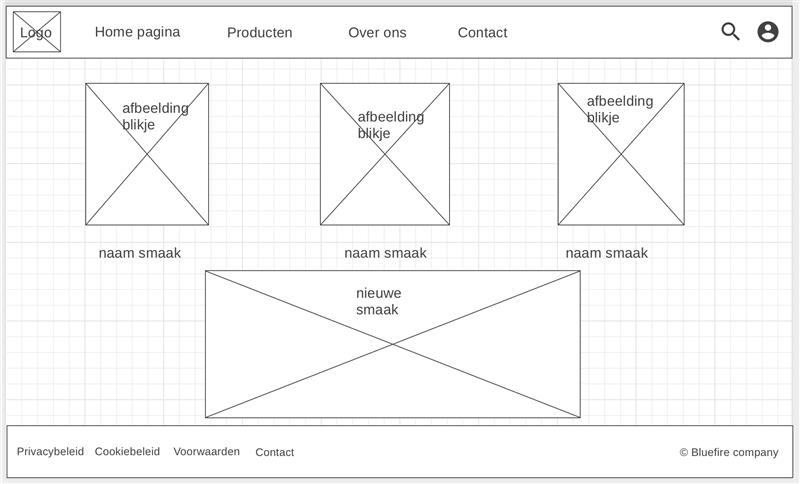 Logo Home pagina Producten Over ons Contact
afbeelding
blikje
afbeelding
blikje
afbeelding
blikje
naam smaak naam smaak naam smaak
nieuwe
smaak
Privacybeleid Cookiebeleid Voorwaarden Contact © Bluefire company